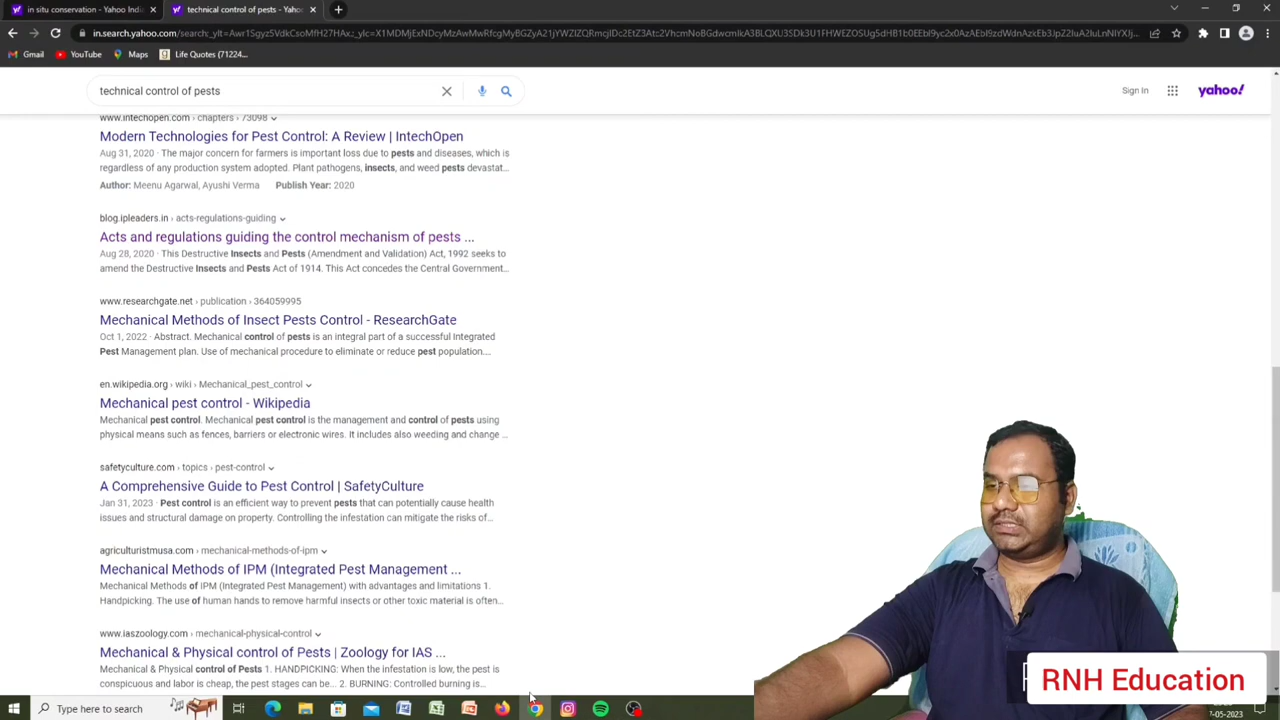 in situ conservation - Yahoo Indi
technical control of pests - Yaho
Gmail
YouTube
Maps
Life Quotes (71224...
technical control of pests
Sign In
yahoo!
www.intechopen.com › chapters › 73098
Modern Technologies for Pest Control: A Review | IntechOpen
Aug 31, 2020 · The major concern for farmers is important loss due to pests and diseases, which is
regardless of any production system adopted. Plant pathogens, insects, and weed pests devastat...
Author: Meenu Agarwal, Ayushi Verma Publish Year: 2020
blog.ipleaders.in › acts-regulations-guiding
Acts and regulations guiding the control mechanism of pests ...
Aug 28, 2020 · This Destructive Insects and Pests (Amendment and Validation) Act, 1992 seeks to
amend the Destructive Insects and Pests Act of 1914. This Act concedes the Central Government...
www.researchgate.net › publication › 364059995
Mechanical Methods of Insect Pests Control - ResearchGate
Oct 1, 2022 · Abstract. Mechanical control of pests is an integral part of a successful Integrated
Pest Management plan. Use of mechanical procedure to eliminate or reduce pest population....
en.wikipedia.org › wiki › Mechanical_pest_control
Mechanical pest control - Wikipedia
Mechanical pest control. Mechanical pest control is the management and control of pests using
physical means such as fences, barriers or electronic wires. It includes also weeding and change ...
safetyculture.com › topics › pest-control
A Comprehensive Guide to Pest Control | SafetyCulture
Jan 31, 2023 · Pest control is an efficient way to prevent pests that can potentially cause health
issues and structural damage on property. Controlling the infestation can mitigate the risks of...
agriculturistmusa.com › mechanical-methods-of-ipm
Mechanical Methods of IPM (Integrated Pest Management ...
Mechanical Methods of IPM (Integrated Pest Management) with advantages and limitations 1.
Handpicking. The use of human hands to remove harmful insects or other toxic material is often...
www.iaszoology.com › mechanical-physical-control
Mechanical & Physical control of Pests | Zoology for IAS ...
Mechanical & Physical control of Pests 1. HANDPICKING: When the infestation is low, the pest is
conspicuous and labor is cheap, the pest stages can be... 2. BURNING: Controlled burning is...
RNH Education
Type here to search
7-05-2023